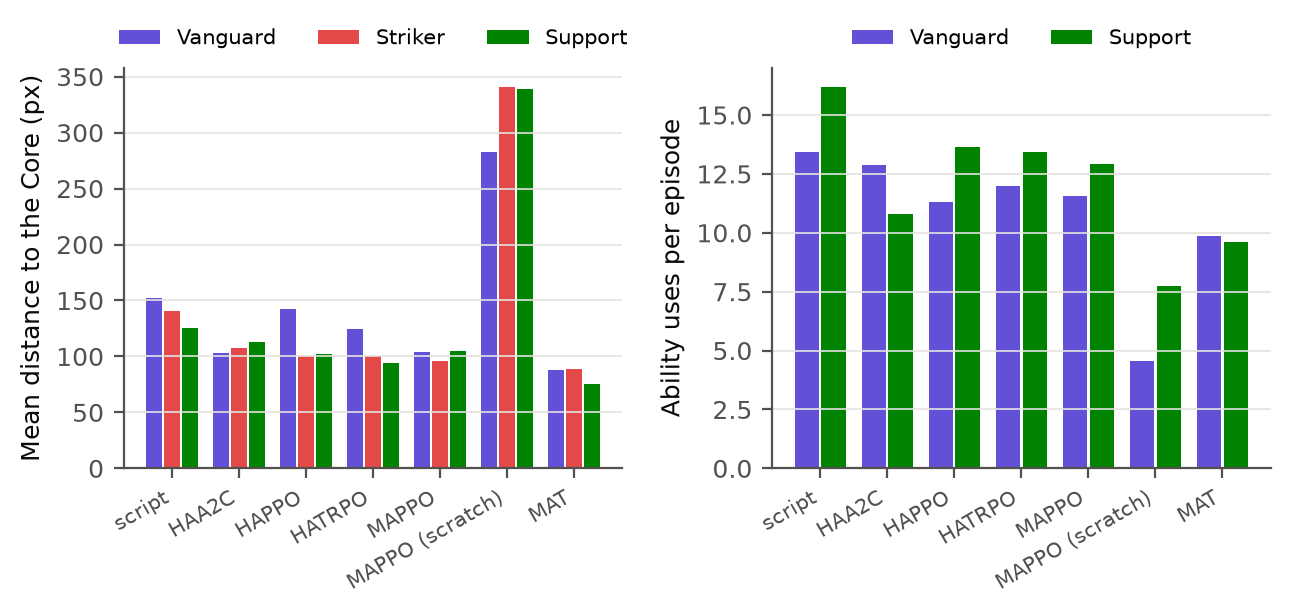 Vanguard Striker Support
Mean distance to the Core (px)
350
300
250
200
150
100
50
0
script HAA2C HAPPO HATRPO MAPPO MAPPO (scratch) MAT
Vanguard Support
Ability uses per episode
15.0
12.5
10.0
7.5
5.0
2.5
0.0
script HAA2C HAPPO HATRPO MAPPO MAPPO (scratch) MAT